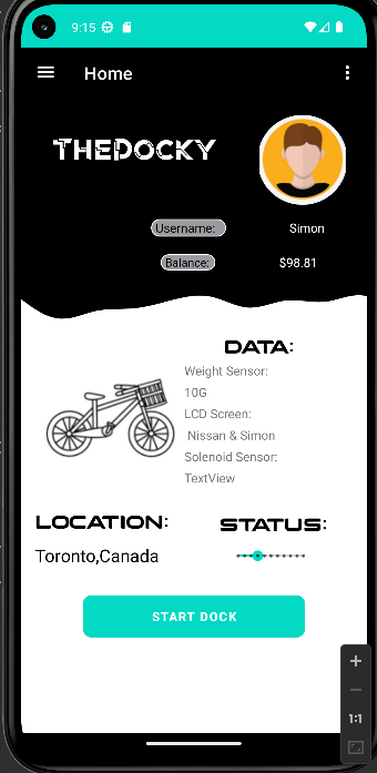 9:15
Home
THEDOCKY
Username: Simon
Balance: $98.81
DATA:
Weight Sensor:
10G
LCD Screen:
Nissan & Simon
Solenoid Sensor:
TextView
LOCATION: STATUS:
Toronto,Canada
START DOCK
1:1